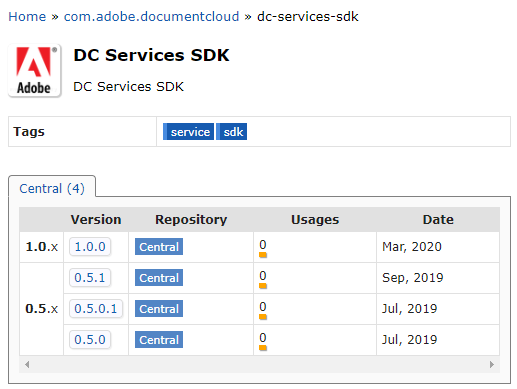 Home » com.adobe.documentcloud » dc-services-sdk
Adobe
DC Services SDK
DC Services SDK
Tags service sdk
Central (4)
Version Repository Usages Date
1.0.x 1.0.0 Central 0 Mar, 2020
0.5.x 0.5.1 Central 0 Sep, 2019
0.5.0.1 Central 0 Jul, 2019
0.5.0 Central 0 Jul, 2019